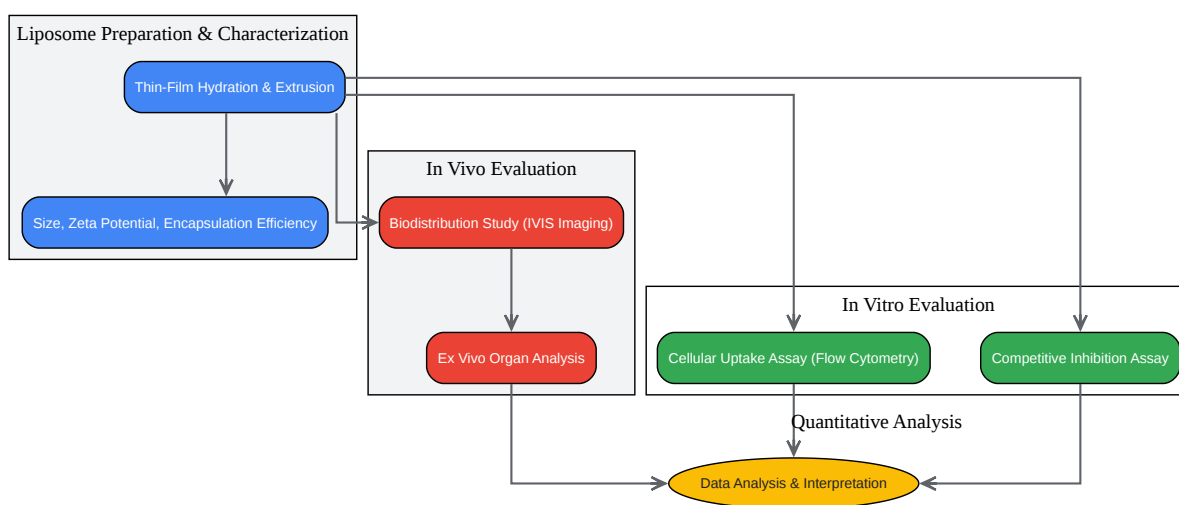 Liposome Preparation & Characterization
Thin-Film Hydration & Extrusion
Size, Zeta Potential, Encapsulation Efficiency
In Vivo Evaluation
Biodistribution Study (IVIS Imaging)
Ex Vivo Organ Analysis
In Vitro Evaluation
Cellular Uptake Assay (Flow Cytometry)
Competitive Inhibition Assay
Quantitative Analysis
Data Analysis & Interpretation